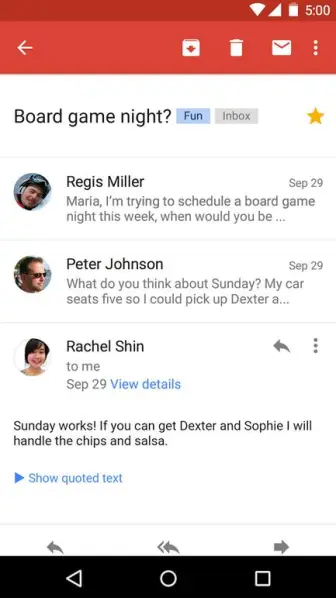 5:00
Board game night? Fun Inbox
Regis Miller Sep 29
Maria, I'm trying to schedule a board game
night this week, when would you be ...
Peter Johnson Sep 29
What do you think about Sunday? My car
seats five so I could pick up Dexter a...
Rachel Shin
to me
Sep 29 View details
Sunday works! If you can get Dexter and Sophie I will
handle the chips and salsa.
Show quoted text